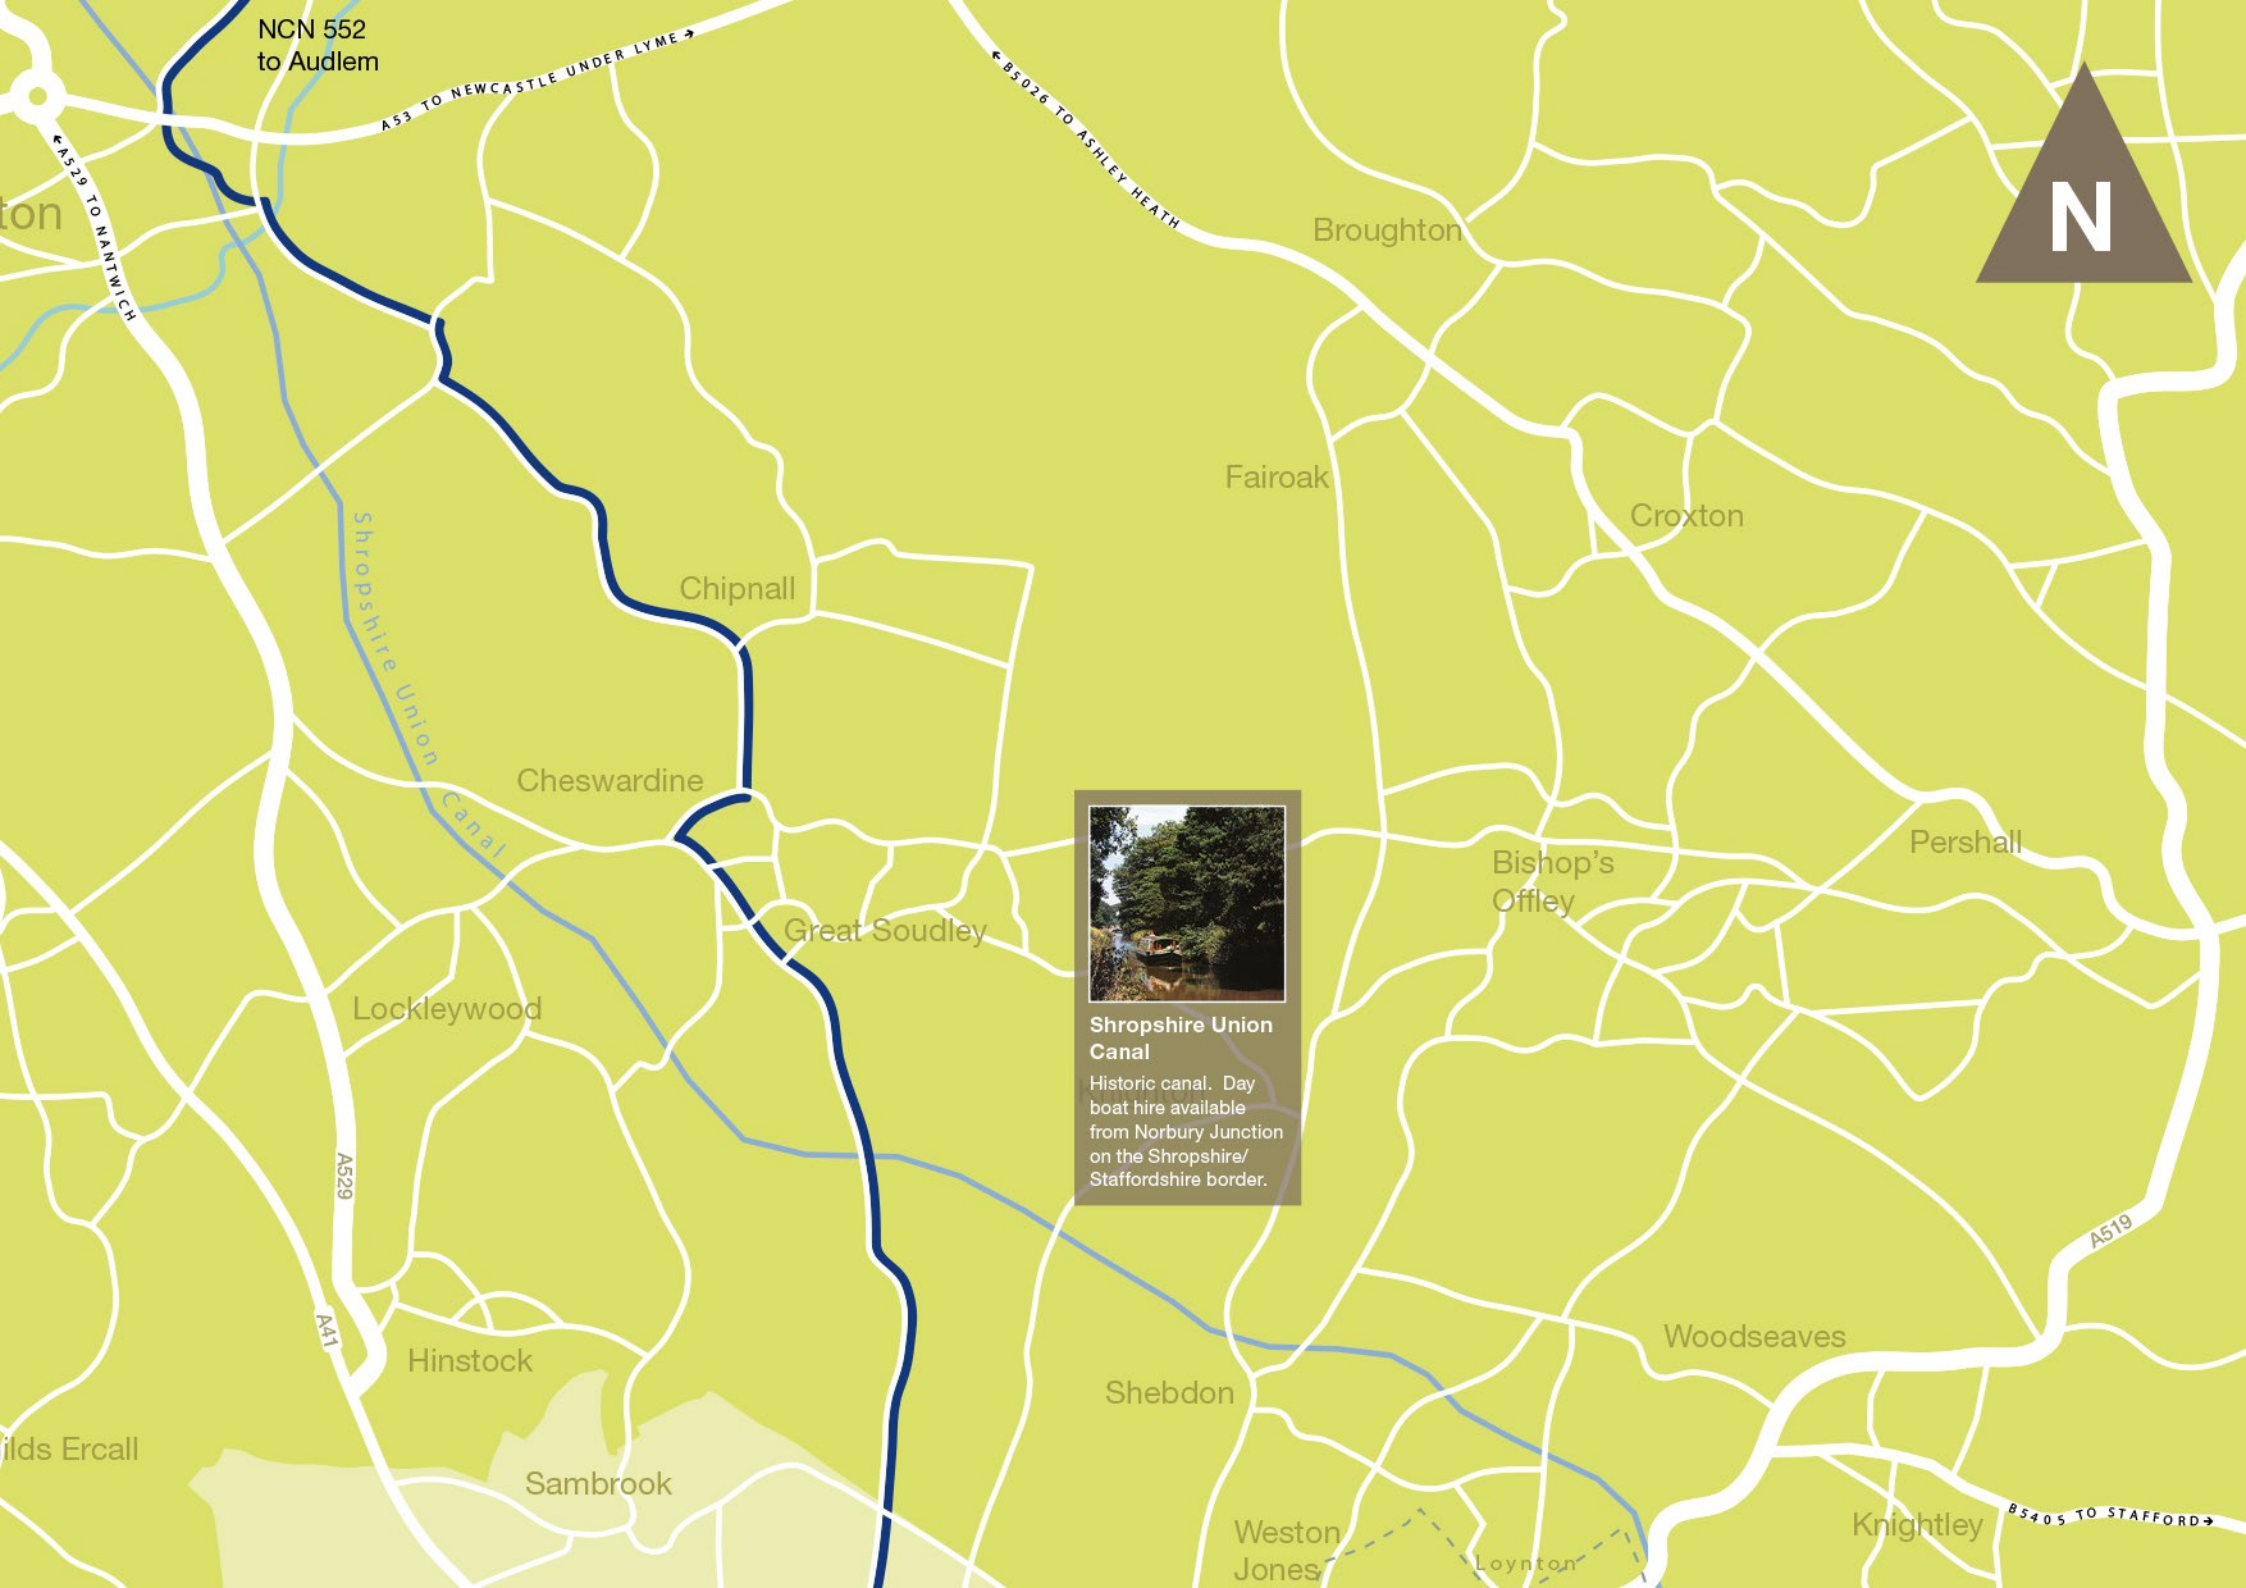 NCN 552
to Audlem
A53 TO NEWCASTLE UNDER LYME →
← B5026 TO ASHLEY HEATH
← A529 TO NANTWICH
N
ton
Broughton
Fairoak
Croxton
Shropshire Union Canal
Chipnall
Cheswardine
Pershall
Bishop's
Offley
Great Soudley
Lockleywood
Shropshire Union
Canal
Historic canal. Day
boat hire available
from Norbury Junction
on the Shropshire/
Staffordshire border.
Knighton
A529
A519
A41
Hinstock
Woodseaves
Shebdon
ilds Ercall
Sambrook
Weston
Jones
Loynton
Knightley
B5405 TO STAFFORD →